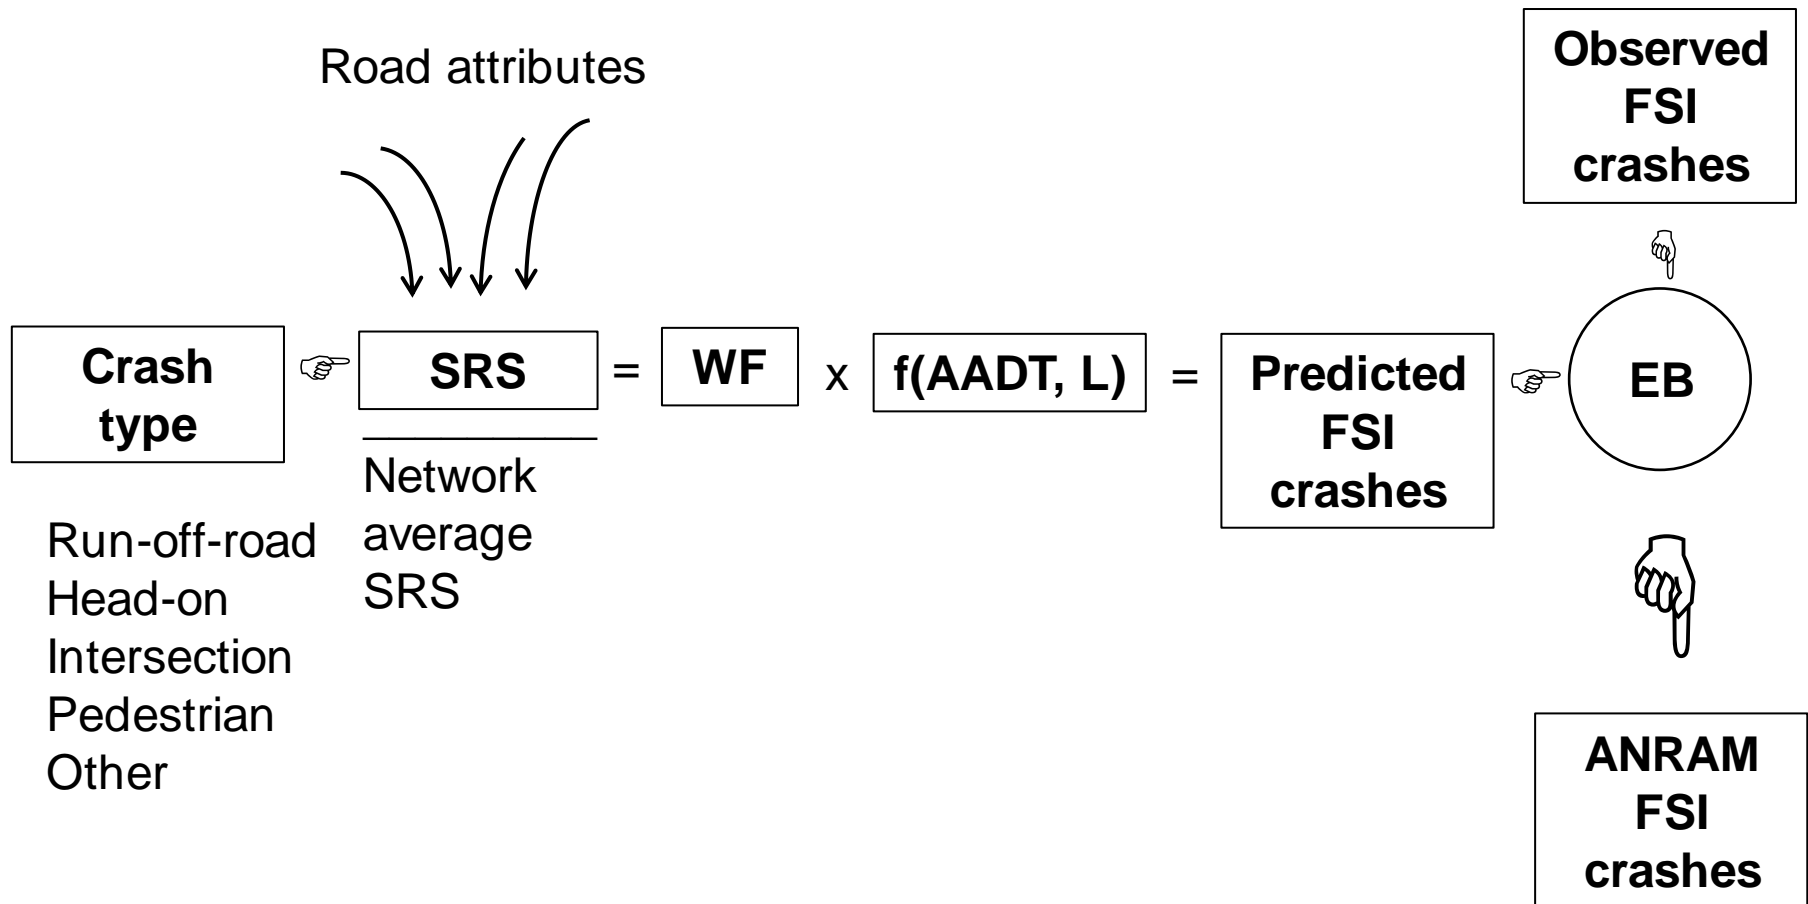 Road attributes
Observed
FSI
crashes
Crash
type
SRS
=
WF
x
f(AADT, L)
=
Predicted
FSI
crashes
EB
Network
average
SRS
Run-off-road
Head-on
Intersection
Pedestrian
Other
ANRAM
FSI
crashes